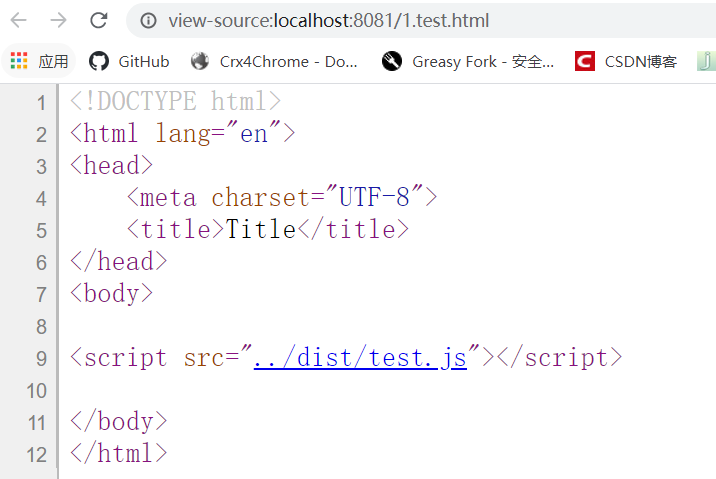 view-source:localhost:8081/1.test.html
应用 GitHub Crx4Chrome - Do... Greasy Fork - 安全... CSDN博客
1 <!DOCTYPE html>
2 <html lang="en">
3 <head>
4 <meta charset="UTF-8">
5 <title>Title</title>
6 </head>
7 <body>
8
9 <script src="../dist/test.js"></script>
10
11 </body>
12 </html>